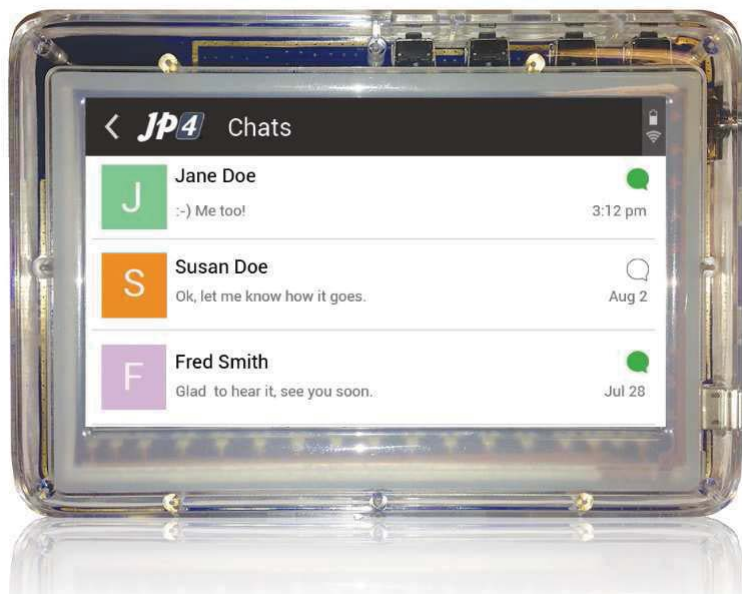 JP4 Chats
J
Jane Doe
:-) Me too!
3:12 pm
S
Susan Doe
Ok, let me know how it goes.
Aug 2
F
Fred Smith
Glad to hear it, see you soon.
Jul 28